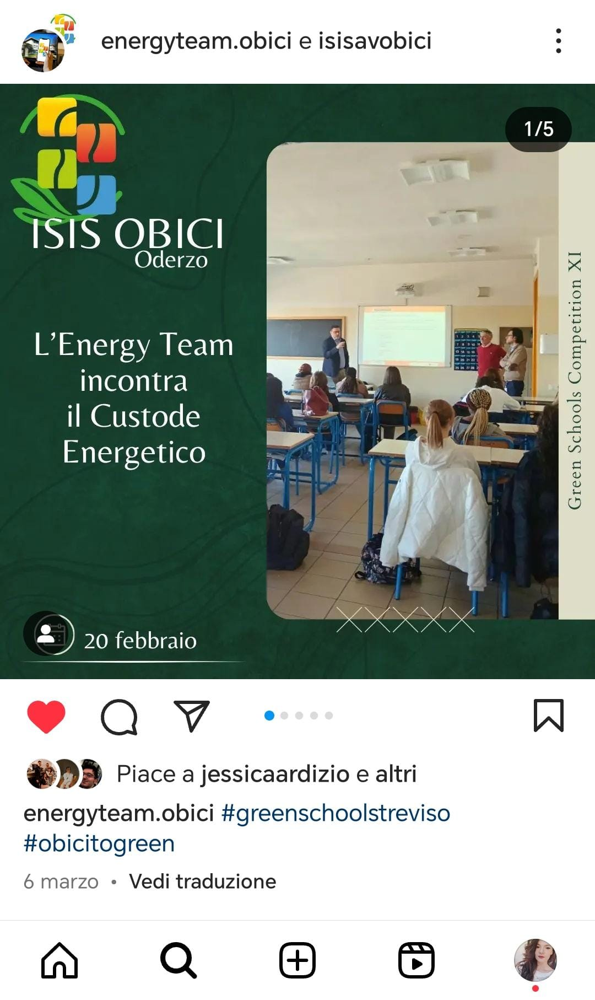 energyteam.obici e isisavobici
1/5
ISIS OBICI
Oderzo
L'Energy Team
incontra
il Custode
Energetico
Green Schools Competition XI
20 febbraio
Piace a jessicaardizio e altri
energyteam.obici #greenschoolstreviso
#obicitogreen
6 marzo • Vedi traduzione